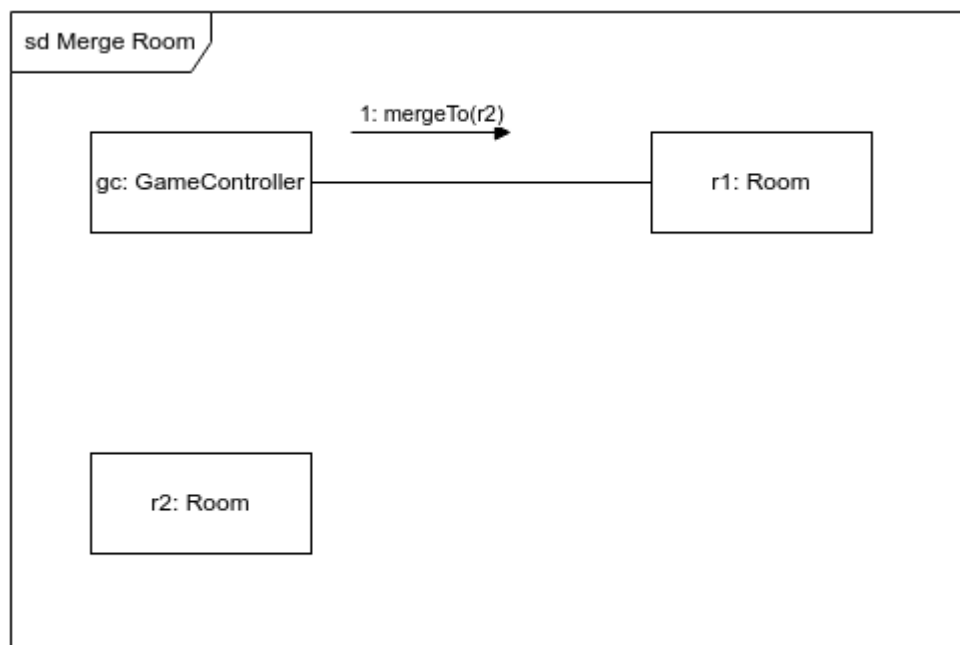 sd Merge Room
1: mergeTo(r2)
gc: GameController
r1: Room
r2: Room